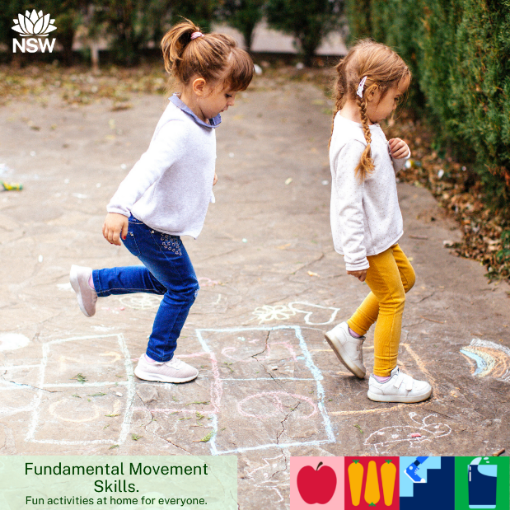 NSW
Fundamental Movement
Skills.
Fun activities at home for everyone.